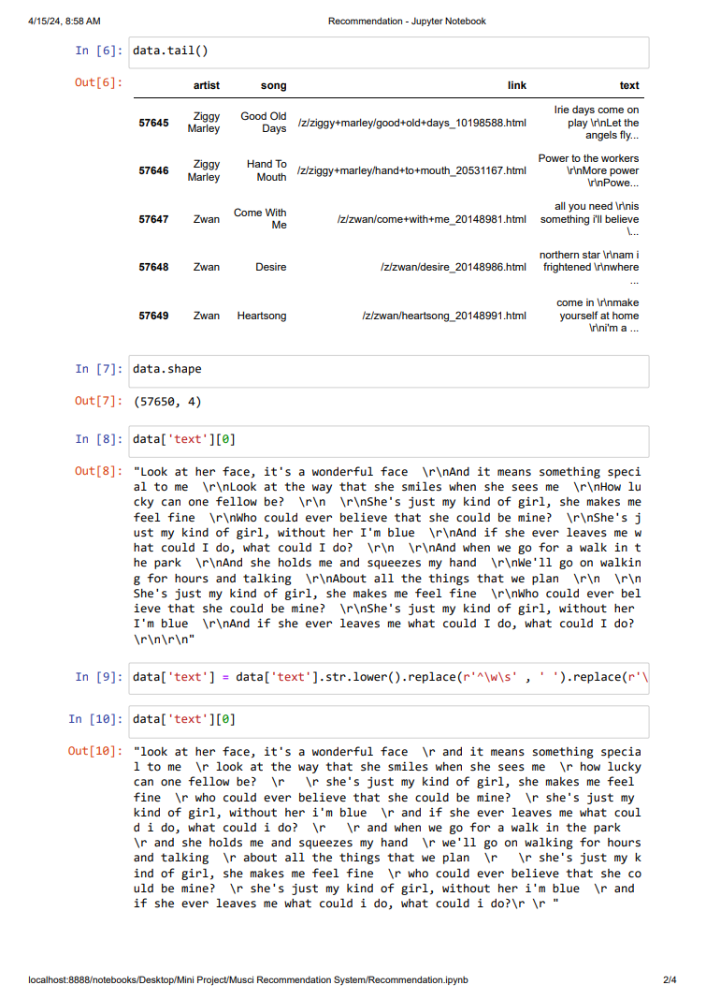 4/15/24, 8:58 AM Recommendation - Jupyter Notebook
In [6]: data.tail()
Out[6]:
artist song link text
57645 Ziggy Marley Good Old Days /z/ziggy+marley/good+old+days_10198588.html Irie days come on play \r\nLet the angels fly...
57646 Ziggy Marley Hand To Mouth /z/ziggy+marley/hand+to+mouth_20531167.html Power to the workers \r\nMore power \r\nPowe...
57647 Zwan Come With Me /z/zwan/come+with+me_20148981.html all you need \r\nis something i'll believe \...
57648 Zwan Desire /z/zwan/desire_20148986.html northern star \r\nam i frightened \r\nwhere ...
57649 Zwan Heartsong /z/zwan/heartsong_20148991.html come in \r\nmake yourself at home \r\ni'm a ...
In [7]: data.shape
Out[7]: (57650, 4)
In [8]: data['text'][0]
Out[8]: "Look at her face, it's a wonderful face  \r\nAnd it means something speci
al to me  \r\nLook at the way that she smiles when she sees me  \r\nHow lu
cky can one fellow be?  \r\n  \r\nShe's just my kind of girl, she makes me
feel fine  \r\nWho could ever believe that she could be mine?  \r\nShe's j
ust my kind of girl, without her I'm blue  \r\nAnd if she ever leaves me w
hat could I do, what could I do?  \r\n  \r\nAnd when we go for a walk in t
he park  \r\nAnd she holds me and squeezes my hand  \r\nWe'll go on walkin
g for hours and talking  \r\nAbout all the things that we plan  \r\n  \r\n
She's just my kind of girl, she makes me feel fine  \r\nWho could ever bel
ieve that she could be mine?  \r\nShe's just my kind of girl, without her
I'm blue  \r\nAnd if she ever leaves me what could I do, what could I do?
\r\n\r\n"
In [9]: data['text'] = data['text'].str.lower().replace(r'^\w\s' , ' ').replace(r'\
In [10]: data['text'][0]
Out[10]: "look at her face, it's a wonderful face  \r and it means something specia
l to me  \r look at the way that she smiles when she sees me  \r how lucky
can one fellow be?  \r   \r she's just my kind of girl, she makes me feel
fine  \r who could ever believe that she could be mine?  \r she's just my
kind of girl, without her i'm blue  \r and if she ever leaves me what coul
d i do, what could i do?  \r   \r and when we go for a walk in the park
\r and she holds me and squeezes my hand  \r we'll go on walking for hours
and talking  \r about all the things that we plan  \r   \r she's just my k
ind of girl, she makes me feel fine  \r who could ever believe that she co
uld be mine?  \r she's just my kind of girl, without her i'm blue  \r and
if she ever leaves me what could i do, what could i do?\r \r "
localhost:8888/notebooks/Desktop/Mini Project/Musci Recommendation System/Recommendation.ipynb 2/4